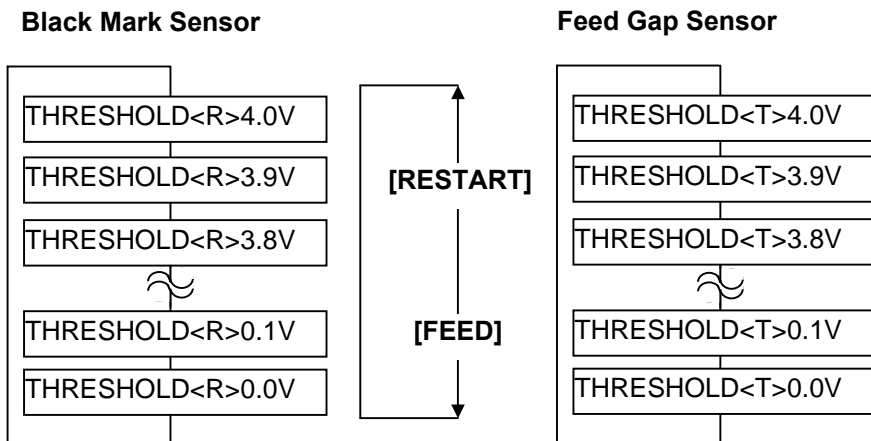 Black Mark Sensor
THRESHOLD<R>4.0V
THRESHOLD<R>3.9V
THRESHOLD<R>3.8V
THRESHOLD<R>0.1V
THRESHOLD<R>0.0V
[RESTART]
[FEED]
Feed Gap Sensor
THRESHOLD<T>4.0V
THRESHOLD<T>3.9V
THRESHOLD<T>3.8V
THRESHOLD<T>0.1V
THRESHOLD<T>0.0V